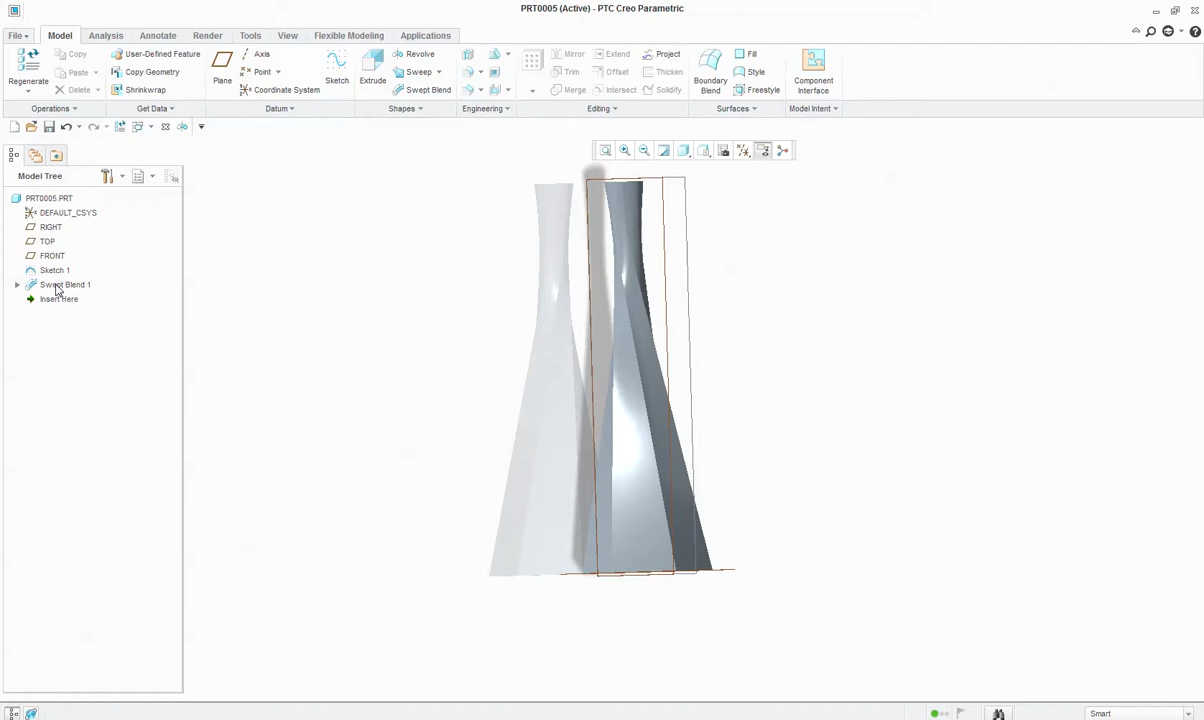 PRT0005 (Active) - PTC Creo Parametric
File Model Analysis Annotate Render Tools View Flexible Modeling Applications
Regenerate
Copy
Paste
Delete
User-Defined Feature
Copy Geometry
Shrinkwrap
Plane
Axis
Point
Coordinate System
Sketch
Extrude
Revolve
Sweep
Swept Blend
Mirror
Trim
Merge
Extend
Offset
Intersect
Project
Thicken
Solidify
Boundary
Blend
Fill
Style
Freestyle
Component
Interface
Operations Get Data Datum Shapes Engineering Editing Surfaces Model Intent
Model Tree
PRT0005.PRT
DEFAULT_CSYS
RIGHT
TOP
FRONT
Sketch 1
Swept Blend 1
Insert Here
Smart